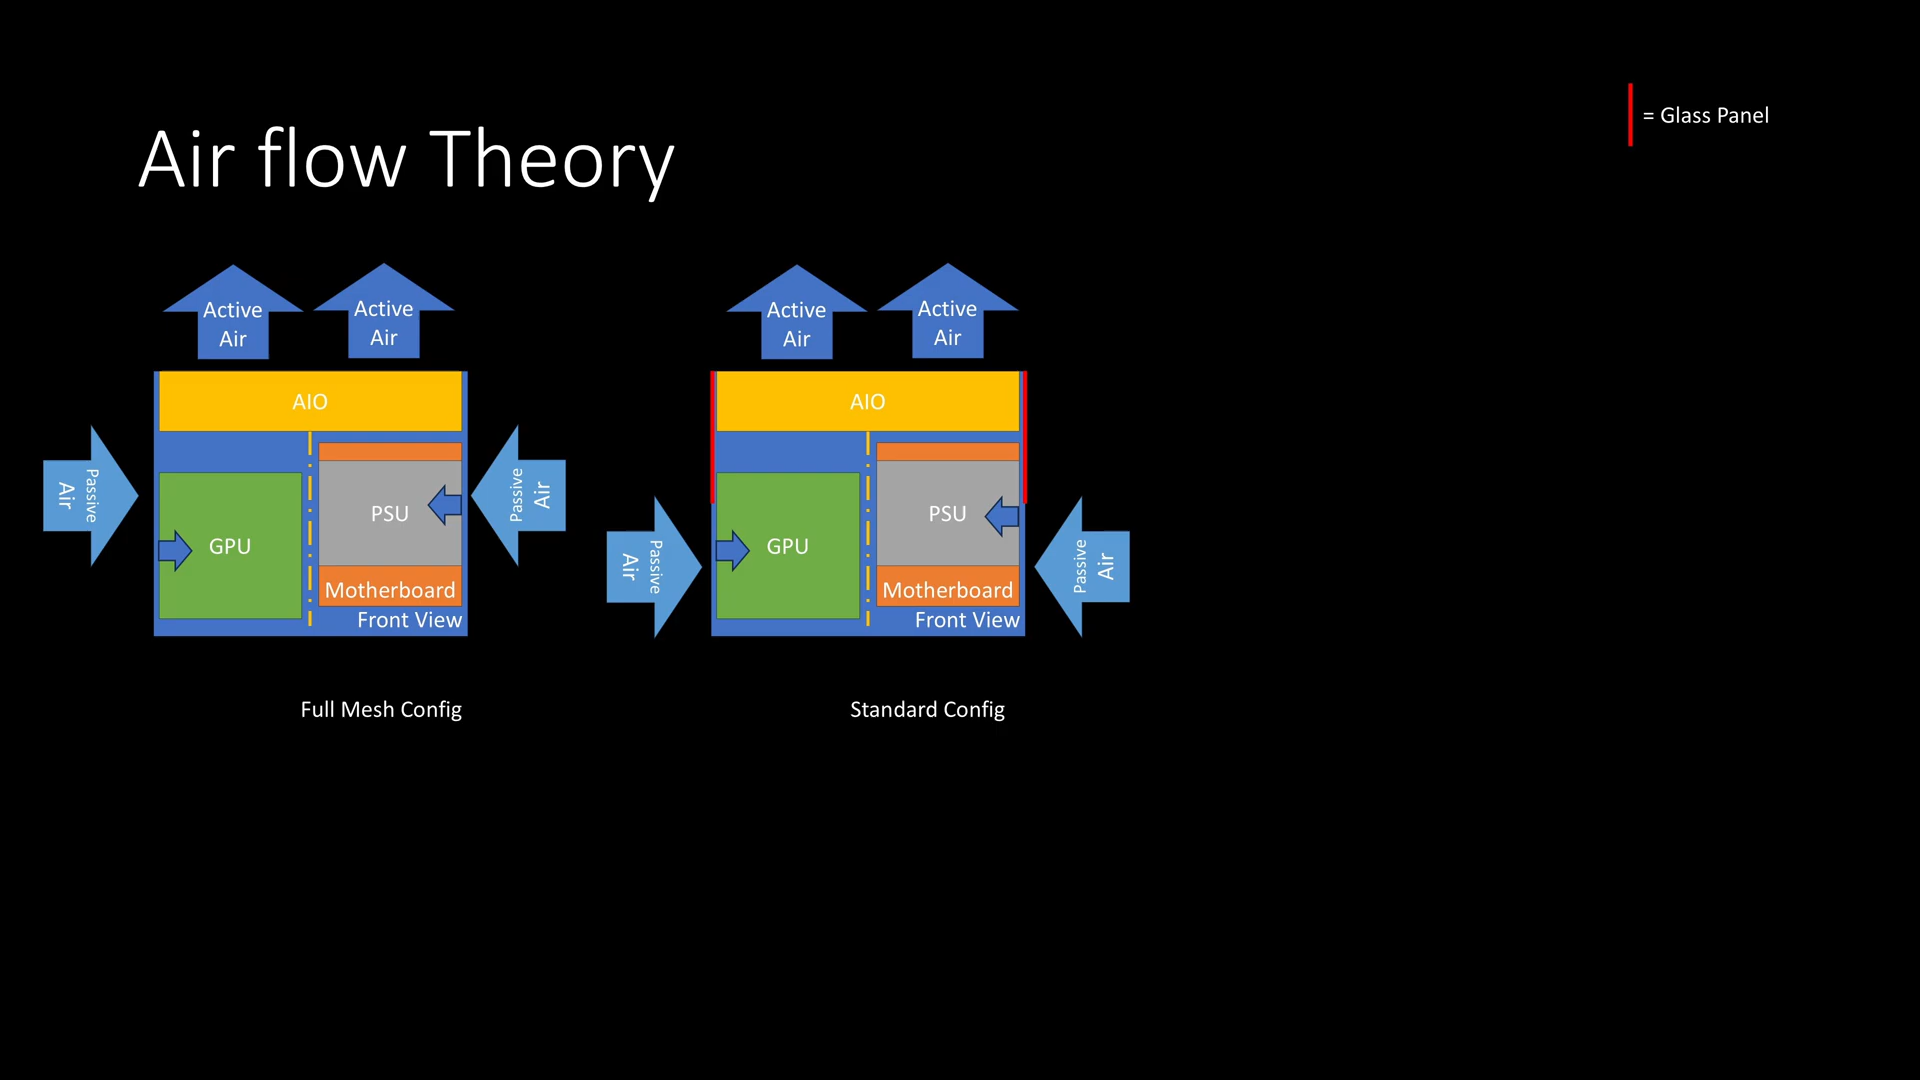 = Glass Panel
Air flow Theory
Active
Air
Active
Air
Active
Air
Active
Air
AIO
AIO
Passive
Air
Passive
Air
GPU
PSU
Motherboard
Front View
Passive
Air
Passive
Air
GPU
PSU
Motherboard
Front View
Full Mesh Config
Standard Config